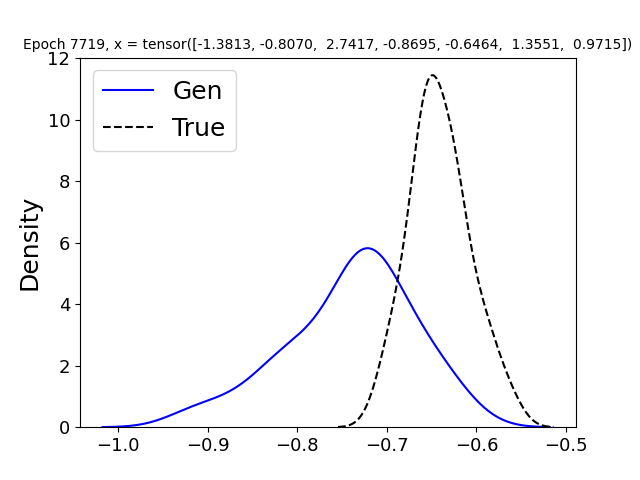 Epoch 7719, x = tensor([-1.3813, -0.8070,  2.7417, -0.8695, -0.6464,  1.3551,  0.9715])
Gen
True
Density
12
10
8
6
4
2
0
−1.0 −0.9 −0.8 −0.7 −0.6 −0.5